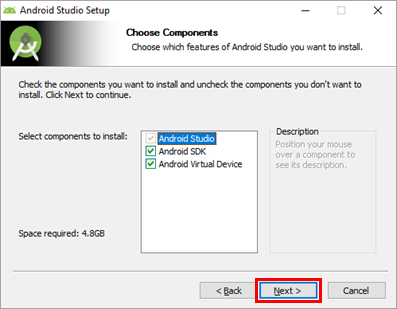 Android Studio Setup
Choose Components
Choose which features of Android Studio you want to install.
Check the components you want to install and uncheck the components you don't want to
install. Click Next to continue.
Select components to install:
Android Studio
Android SDK
Android Virtual Device
Description
Position your mouse
over a component to
see its description.
Space required: 4.8GB
< Back
Next >
Cancel